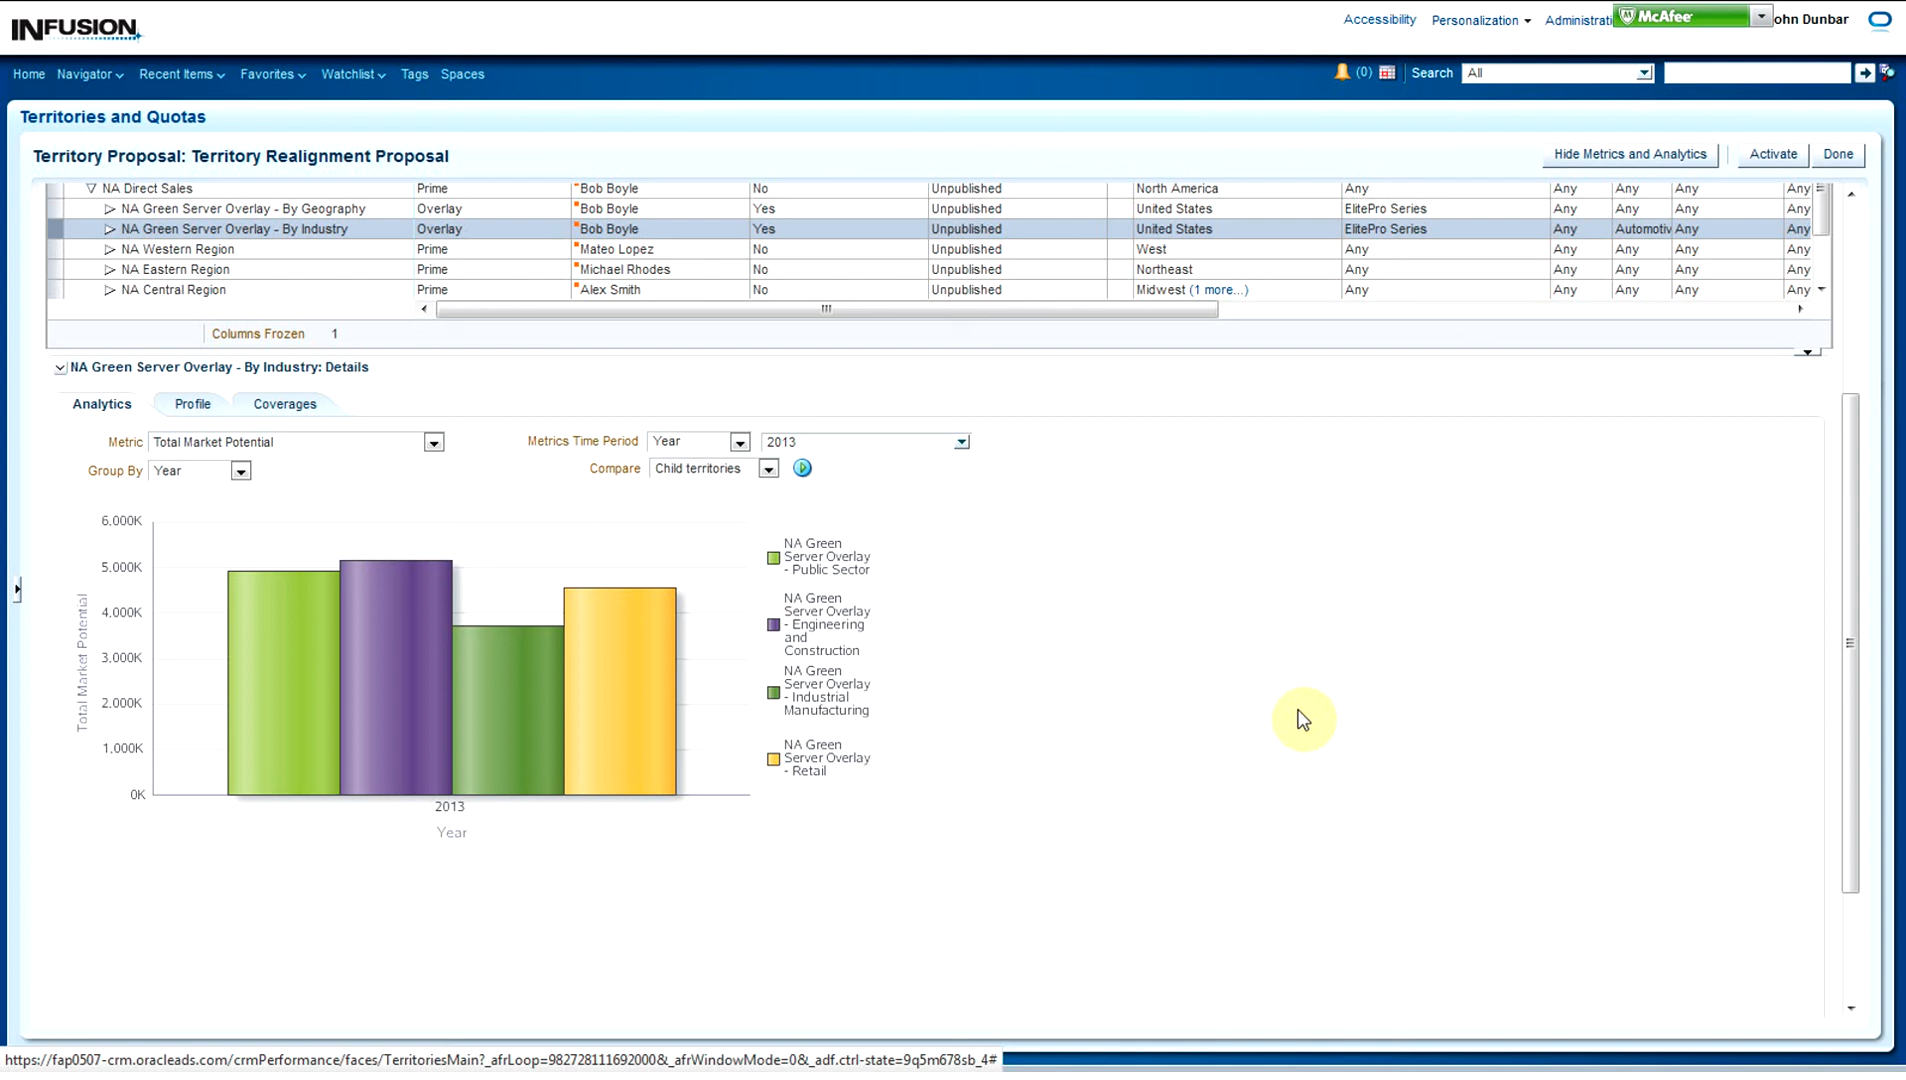 INFUSION
Accessibility Personalization Administrati McAfee ohn Dunbar
Home Navigator Recent Items Favorites Watchlist Tags Spaces (0) Search All
Territories and Quotas
Territory Proposal: Territory Realignment Proposal Hide Metrics and Analytics Activate Done
NA Direct Sales Prime Bob Boyle No Unpublished North America Any Any Any Any Any
NA Green Server Overlay - By Geography Overlay Bob Boyle Yes Unpublished United States ElitePro Series Any Any Any Any
NA Green Server Overlay - By Industry Overlay Bob Boyle Yes Unpublished United States ElitePro Series Any Automotiv Any Any
NA Western Region Prime Mateo Lopez No Unpublished West Any Any Any Any Any
NA Eastern Region Prime Michael Rhodes No Unpublished Northeast Any Any Any Any Any
NA Central Region Prime Alex Smith No Unpublished Midwest (1 more...) Any Any Any Any Any
Columns Frozen 1
NA Green Server Overlay - By Industry: Details
Analytics Profile Coverages
Metric Total Market Potential Metrics Time Period Year 2013
Group By Year Compare Child territories
6,000K
5,000K
4,000K
3,000K
2,000K
1,000K
0K
Total Market Potential
2013
Year
NA Green
Server Overlay
- Public Sector
NA Green
Server Overlay
- Engineering
and
Construction
NA Green
Server Overlay
- Industrial
Manufacturing
NA Green
Server Overlay
- Retail
https://fap0507-crm.oracleads.com/crmPerformance/faces/TerritoriesMain?_afrLoop=9827281111692000&_afrWindowMode=0&_adf.ctrl-state=9q5m678sb_4#